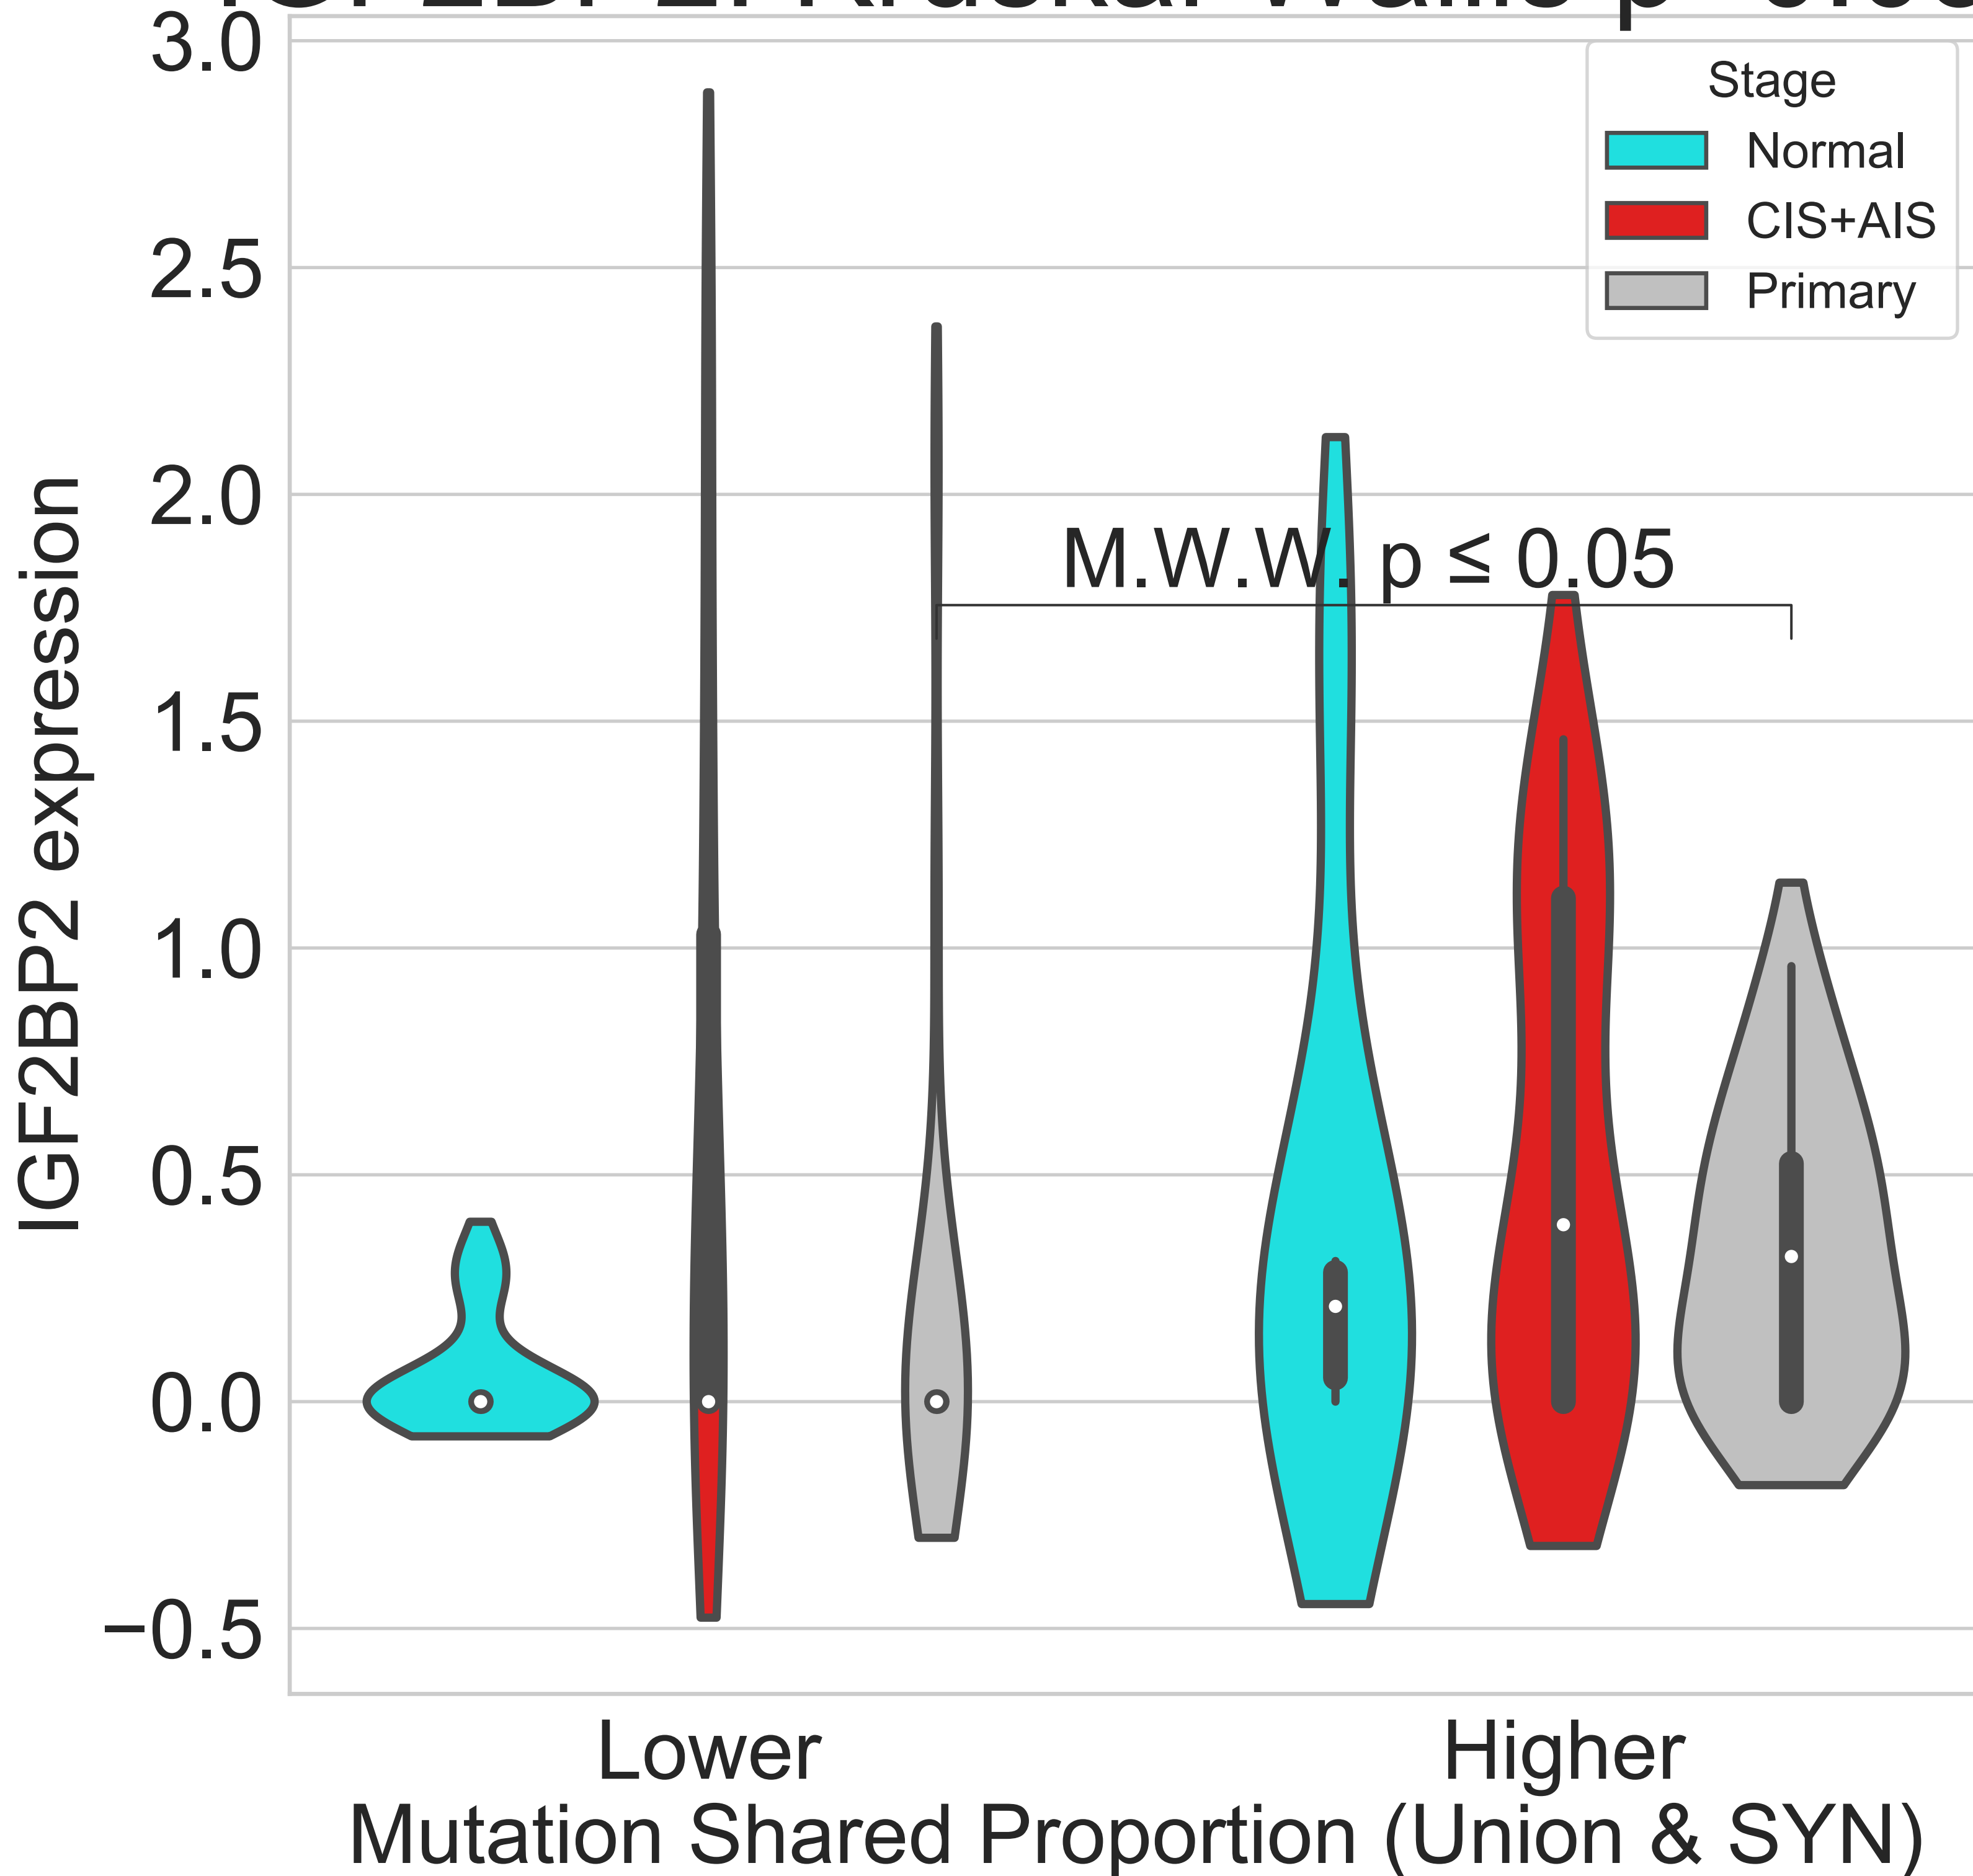 3.0
2.5
2.0
1.5
1.0
0.5
0.0
−0.5
IGF2BP2 expression
Stage
Normal
CIS+AIS
Primary
M.W.W. p ≤ 0.05
Lower
Higher
Mutation Shared Proportion (Union & SYN)